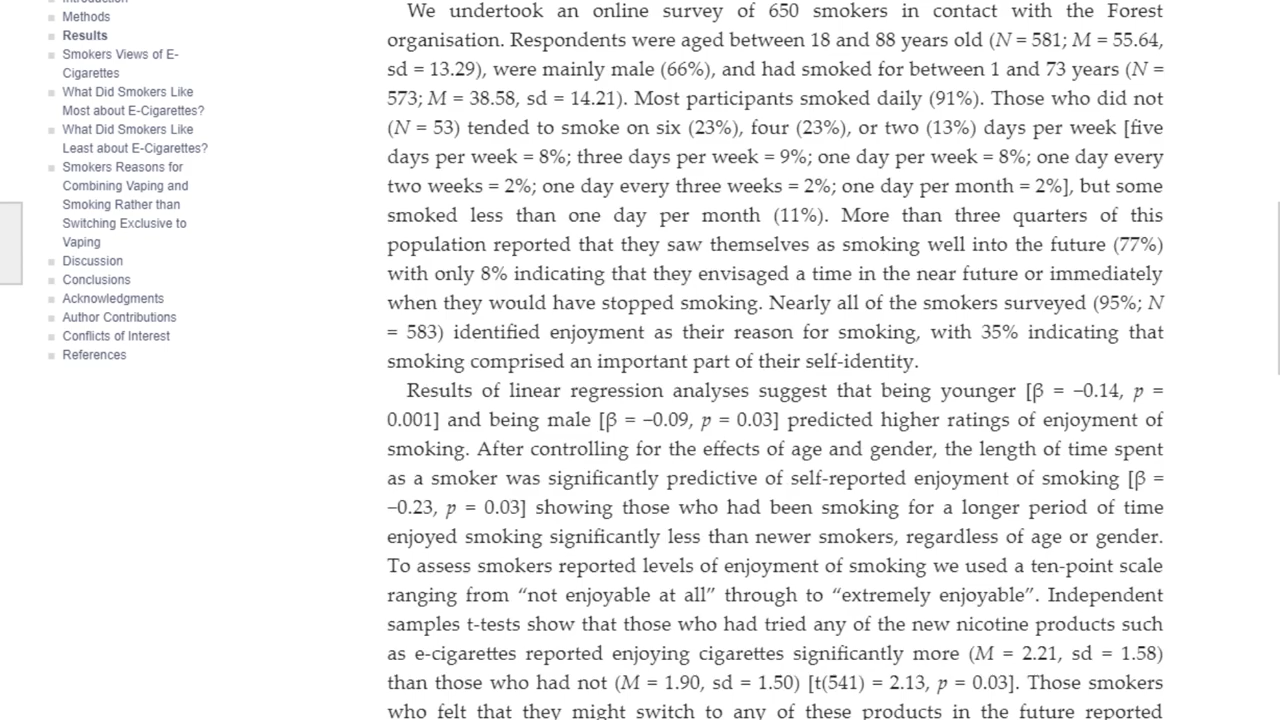 Introduction
Methods
Results
Smokers Views of E-
Cigarettes
What Did Smokers Like
Most about E-Cigarettes?
What Did Smokers Like
Least about E-Cigarettes?
Smokers Reasons for
Combining Vaping and
Smoking Rather than
Switching Exclusive to
Vaping
Discussion
Conclusions
Acknowledgments
Author Contributions
Conflicts of Interest
References
We undertook an online survey of 650 smokers in contact with the Forest
organisation. Respondents were aged between 18 and 88 years old (N = 581; M = 55.64,
sd = 13.29), were mainly male (66%), and had smoked for between 1 and 73 years (N =
573; M = 38.58, sd = 14.21). Most participants smoked daily (91%). Those who did not
(N = 53) tended to smoke on six (23%), four (23%), or two (13%) days per week [five
days per week = 8%; three days per week = 9%; one day per week = 8%; one day every
two weeks = 2%; one day every three weeks = 2%; one day per month = 2%], but some
smoked less than one day per month (11%). More than three quarters of this
population reported that they saw themselves as smoking well into the future (77%)
with only 8% indicating that they envisaged a time in the near future or immediately
when they would have stopped smoking. Nearly all of the smokers surveyed (95%; N
= 583) identified enjoyment as their reason for smoking, with 35% indicating that
smoking comprised an important part of their self-identity.
Results of linear regression analyses suggest that being younger [β = −0.14, p =
0.001] and being male [β = −0.09, p = 0.03] predicted higher ratings of enjoyment of
smoking. After controlling for the effects of age and gender, the length of time spent
as a smoker was significantly predictive of self-reported enjoyment of smoking [β =
−0.23, p = 0.03] showing those who had been smoking for a longer period of time
enjoyed smoking significantly less than newer smokers, regardless of age or gender.
To assess smokers reported levels of enjoyment of smoking we used a ten-point scale
ranging from “not enjoyable at all” through to “extremely enjoyable”. Independent
samples t-tests show that those who had tried any of the new nicotine products such
as e-cigarettes reported enjoying cigarettes significantly more (M = 2.21, sd = 1.58)
than those who had not (M = 1.90, sd = 1.50) [t(541) = 2.13, p = 0.03]. Those smokers
who felt that they might switch to any of these products in the future reported